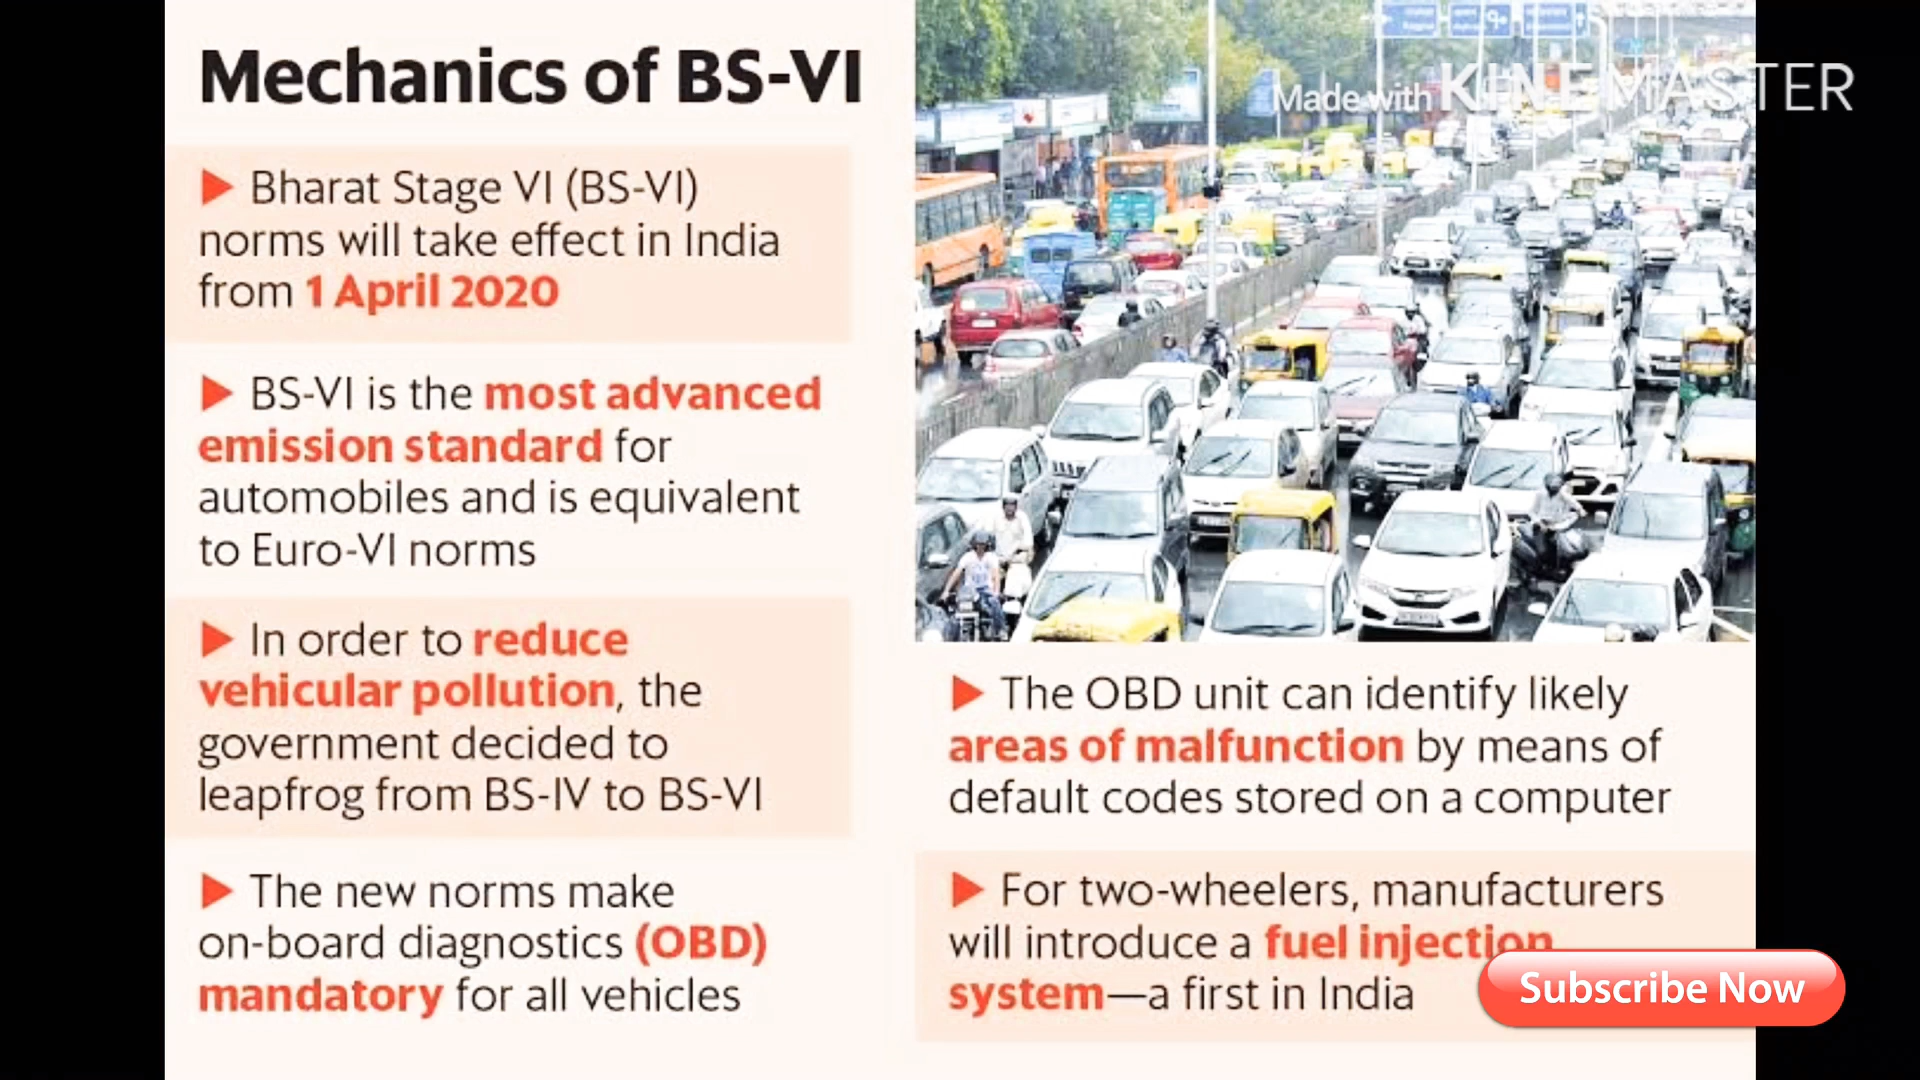 Mechanics of BS-VI
Made with KINEMASTER
▶ Bharat Stage VI (BS-VI)
norms will take effect in India
from 1 April 2020
▶ BS-VI is the most advanced
emission standard for
automobiles and is equivalent
to Euro-VI norms
▶ In order to reduce
vehicular pollution, the
government decided to
leapfrog from BS-IV to BS-VI
▶ The new norms make
on-board diagnostics (OBD)
mandatory for all vehicles
▶ The OBD unit can identify likely
areas of malfunction by means of
default codes stored on a computer
▶ For two-wheelers, manufacturers
will introduce a fuel injection
system—a first in India
Subscribe Now